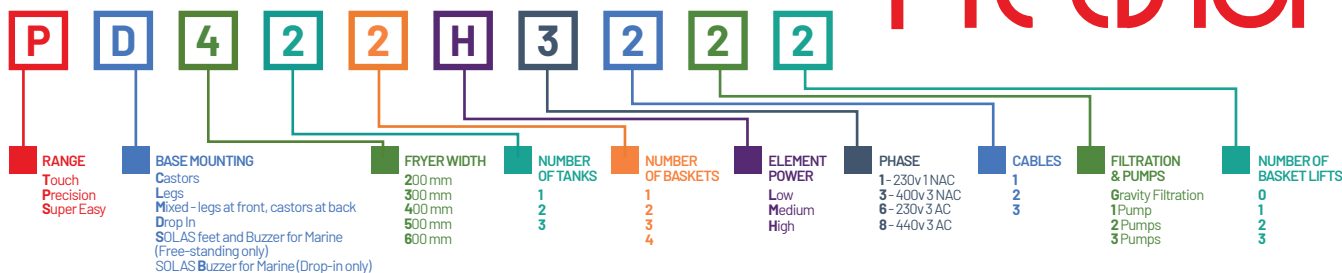 P D 4 2 2 H 3 2 2 2
RANGE
Touch
Precision
Super Easy
BASE MOUNTING
Castors
Legs
Mixed - legs at front, castors at back
Drop In
SOLAS feet and Buzzer for Marine
(Free-standing only)
SOLAS Buzzer for Marine (Drop-in only)
FRYER WIDTH
200 mm
300 mm
400 mm
500 mm
600 mm
NUMBER
OF TANKS
1
2
3
NUMBER
OF BASKETS
1
2
3
4
ELEMENT
POWER
Low
Medium
High
PHASE
1 - 230v 1 NAC
3 - 400v 3 NAC
6 - 230v 3 AC
8 - 440v 3 AC
CABLES
1
2
3
FILTRATION
& PUMPS
Gravity Filtration
1 Pump
2 Pumps
3 Pumps
NUMBER OF
BASKET LIFTS
0
1
2
3